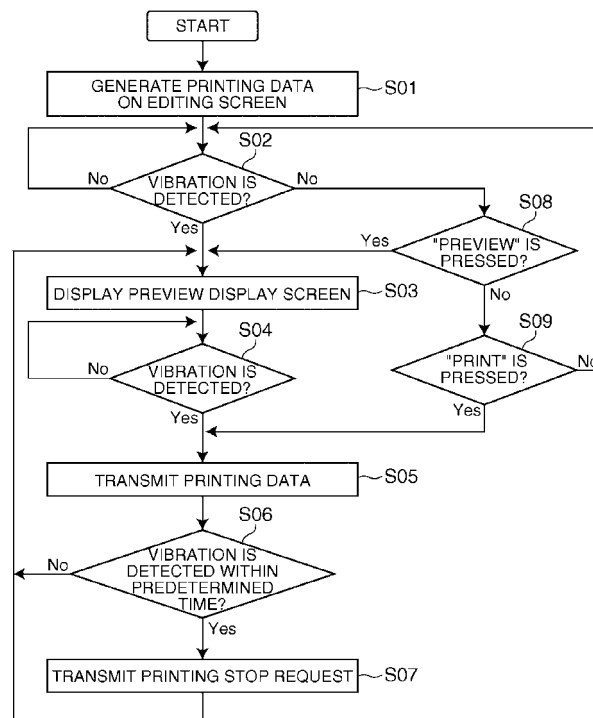 START
GENERATE PRINTING DATA
ON EDITING SCREEN
S01
S02
No
VIBRATION IS
DETECTED?
No
Yes
S08
Yes
"PREVIEW" IS
PRESSED?
No
DISPLAY PREVIEW DISPLAY SCREEN
S03
S04
No
VIBRATION IS
DETECTED?
Yes
S09
"PRINT" IS
PRESSED?
No
Yes
TRANSMIT PRINTING DATA
S05
S06
No
VIBRATION IS
DETECTED WITHIN
PREDETERMINED
TIME?
Yes
TRANSMIT PRINTING STOP REQUEST
S07